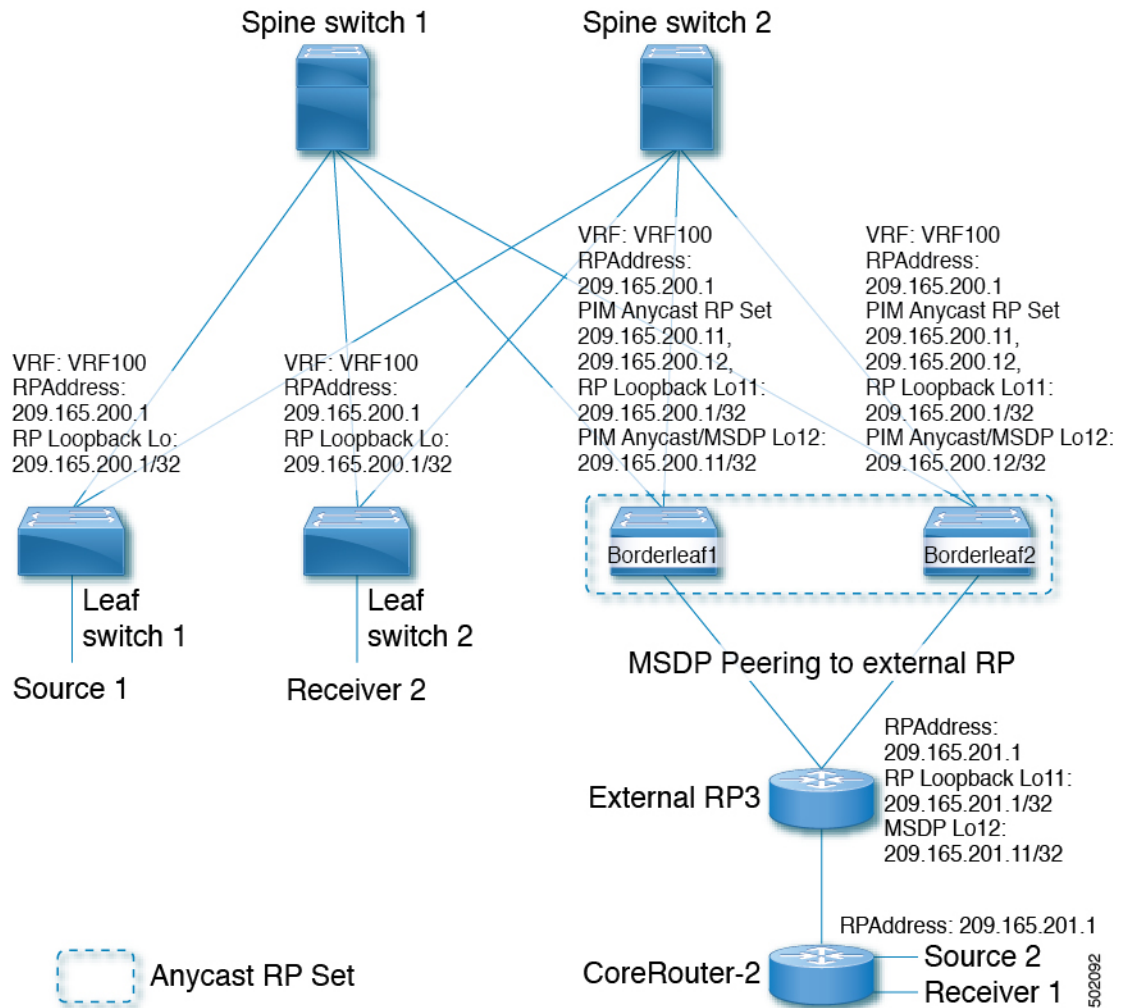 Spine switch 1
Spine switch 2
VRF: VRF100
RPAddress:
209.165.200.1
PIM Anycast RP Set
209.165.200.11,
209.165.200.12,
RP Loopback Lo11:
209.165.200.1/32
PIM Anycast/MSDP Lo12:
209.165.200.11/32
VRF: VRF100
RPAddress:
209.165.200.1
PIM Anycast RP Set
209.165.200.11,
209.165.200.12,
RP Loopback Lo11:
209.165.200.1/32
PIM Anycast/MSDP Lo12:
209.165.200.12/32
VRF: VRF100
RPAddress:
209.165.200.1
RP Loopback Lo:
209.165.200.1/32
VRF: VRF100
RPAddress:
209.165.200.1
RP Loopback Lo:
209.165.200.1/32
Borderleaf1
Borderleaf2
Leaf
switch 1
Leaf
switch 2
Source 1
Receiver 2
MSDP Peering to external RP
External RP3
RPAddress:
209.165.201.1
RP Loopback Lo11:
209.165.201.1/32
MSDP Lo12:
209.165.201.11/32
RPAddress: 209.165.201.1
CoreRouter-2
Source 2
Receiver 1
Anycast RP Set
502092